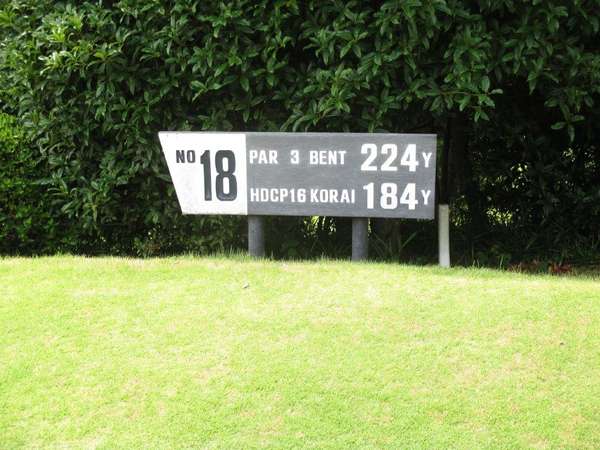 NO 18
PAR 3 BENT 224Y
HDCP16 KORAI 184Y